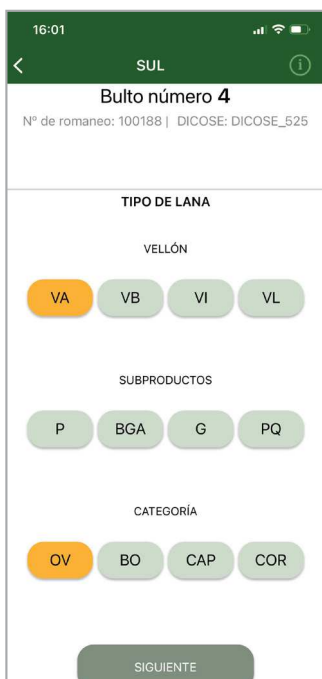 16:01
SUL
Bulto número 4
Nº de romaneo: 100188 | DICOSE: DICOSE_525
TIPO DE LANA
VELLÓN
VA VB VI VL
SUBPRODUCTOS
P BGA G PQ
CATEGORÍA
OV BO CAP COR
SIGUIENTE